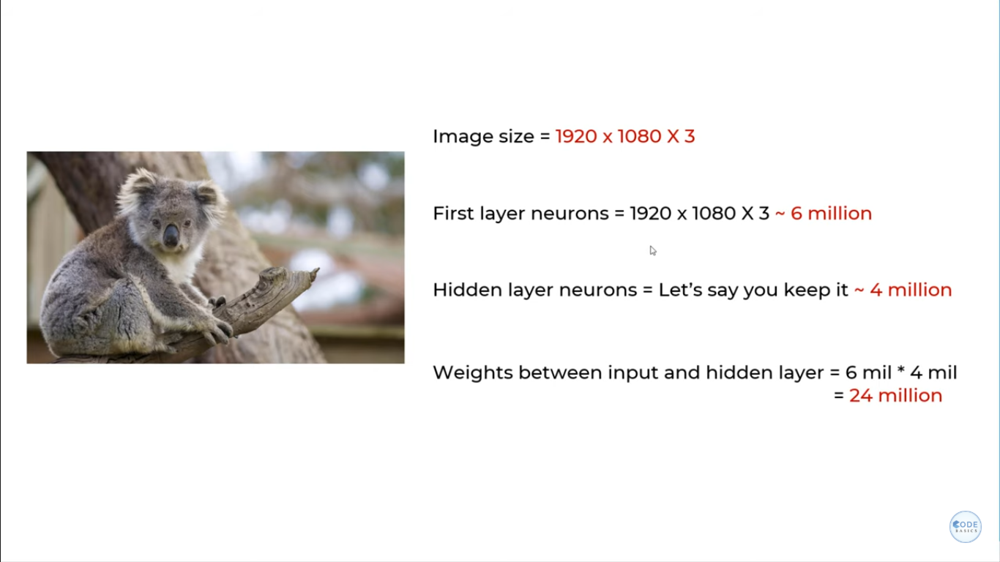 Image size = 1920 x 1080 X 3
First layer neurons = 1920 x 1080 X 3 ~ 6 million
Hidden layer neurons = Let’s say you keep it ~ 4 million
Weights between input and hidden layer = 6 mil * 4 mil
= 24 million
CODE
BASICS